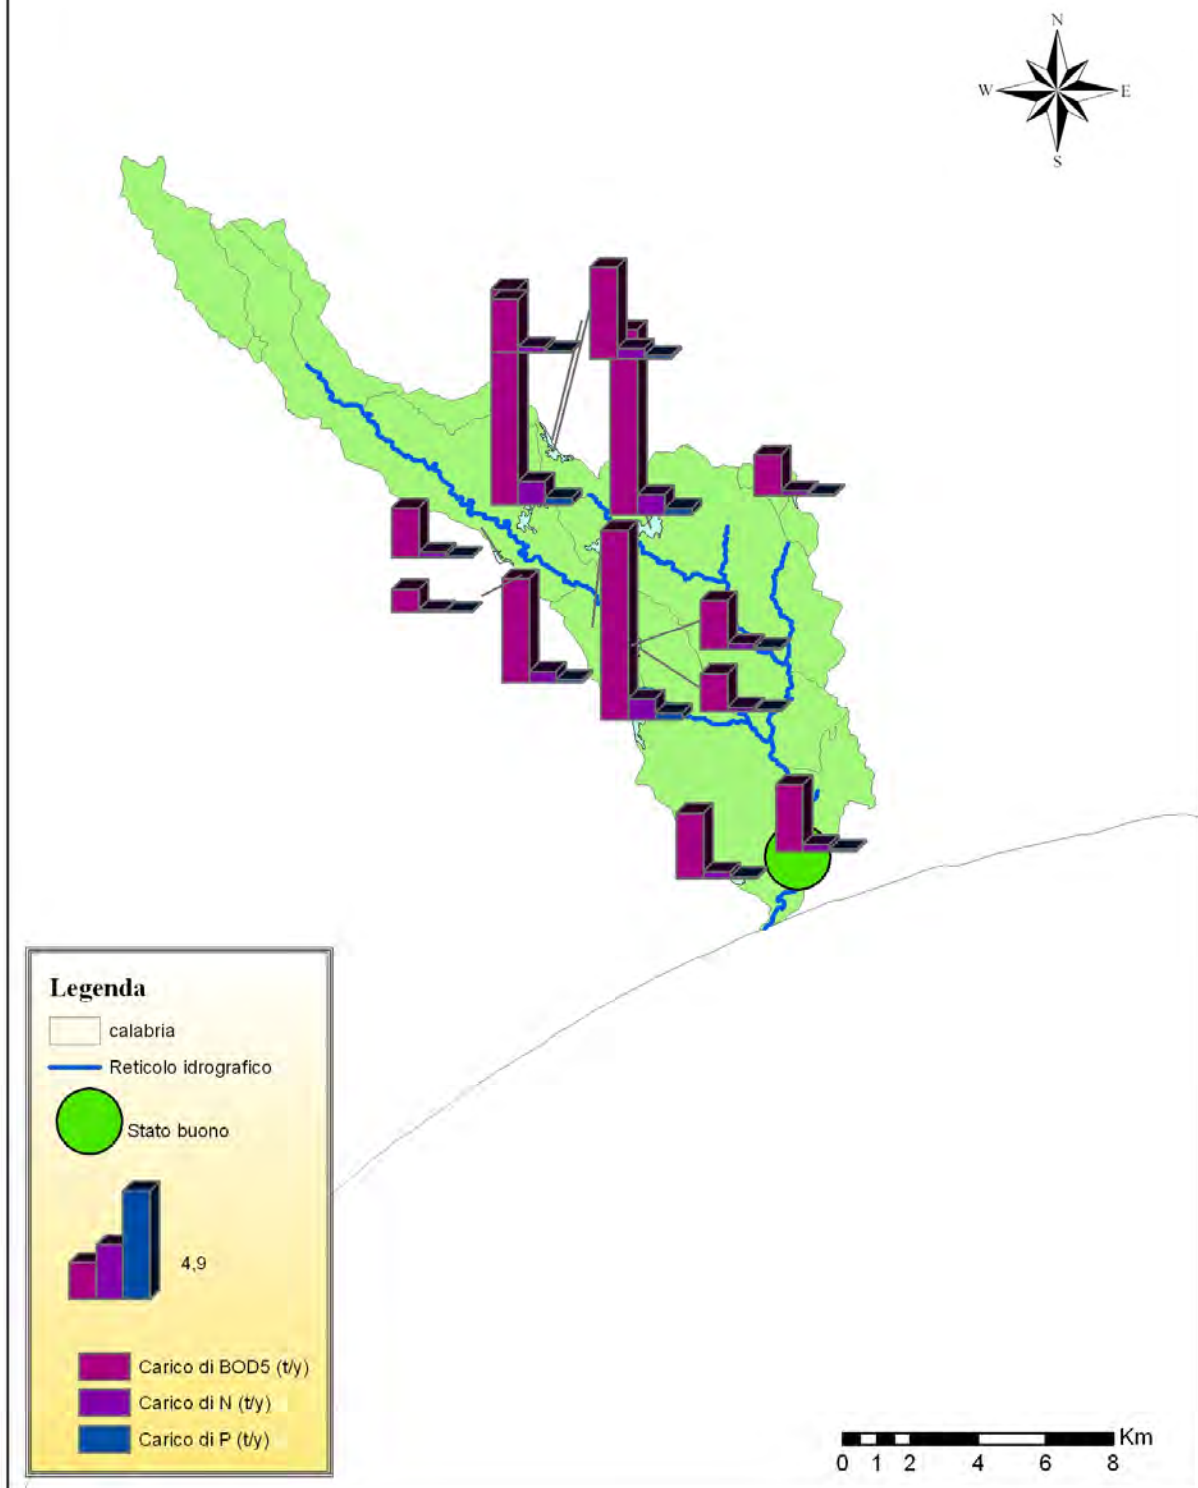 N
W E
S
Legenda
calabria
Reticolo idrografico
Stato buono
4,9
Carico di BOD5 (t/y)
Carico di N (t/y)
Carico di P (t/y)
Km
0 1 2 4 6 8